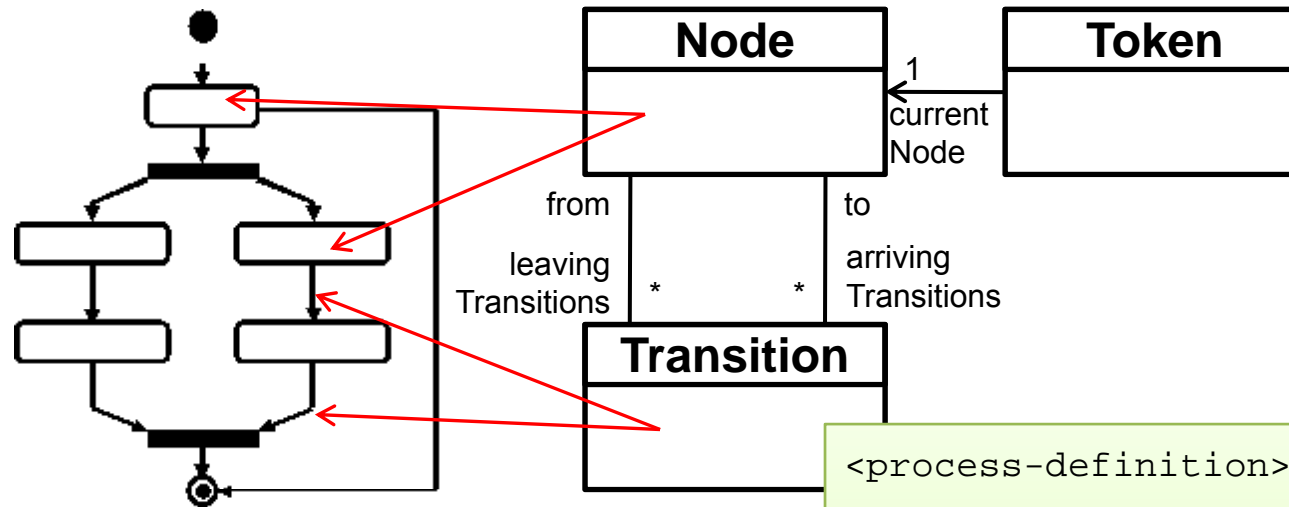 Node
Token
1
current
Node
from
to
leaving
Transitions
*
*
arriving
Transitions
Transition
<process-definition>